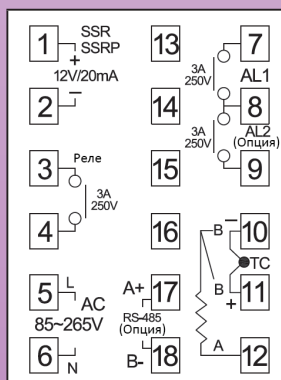 1 SSR SSRP 13 7
+ 3A 250V AL1
12V/20mA
2 − 14 8
3A 250V AL2 (Опция)
3 Реле 15 9
3A 250V
4 16 B − 10
TC
5 L A+ 17 B + 11
AC RS-485
85~265V (Опция)
6 N B- 18 A 12